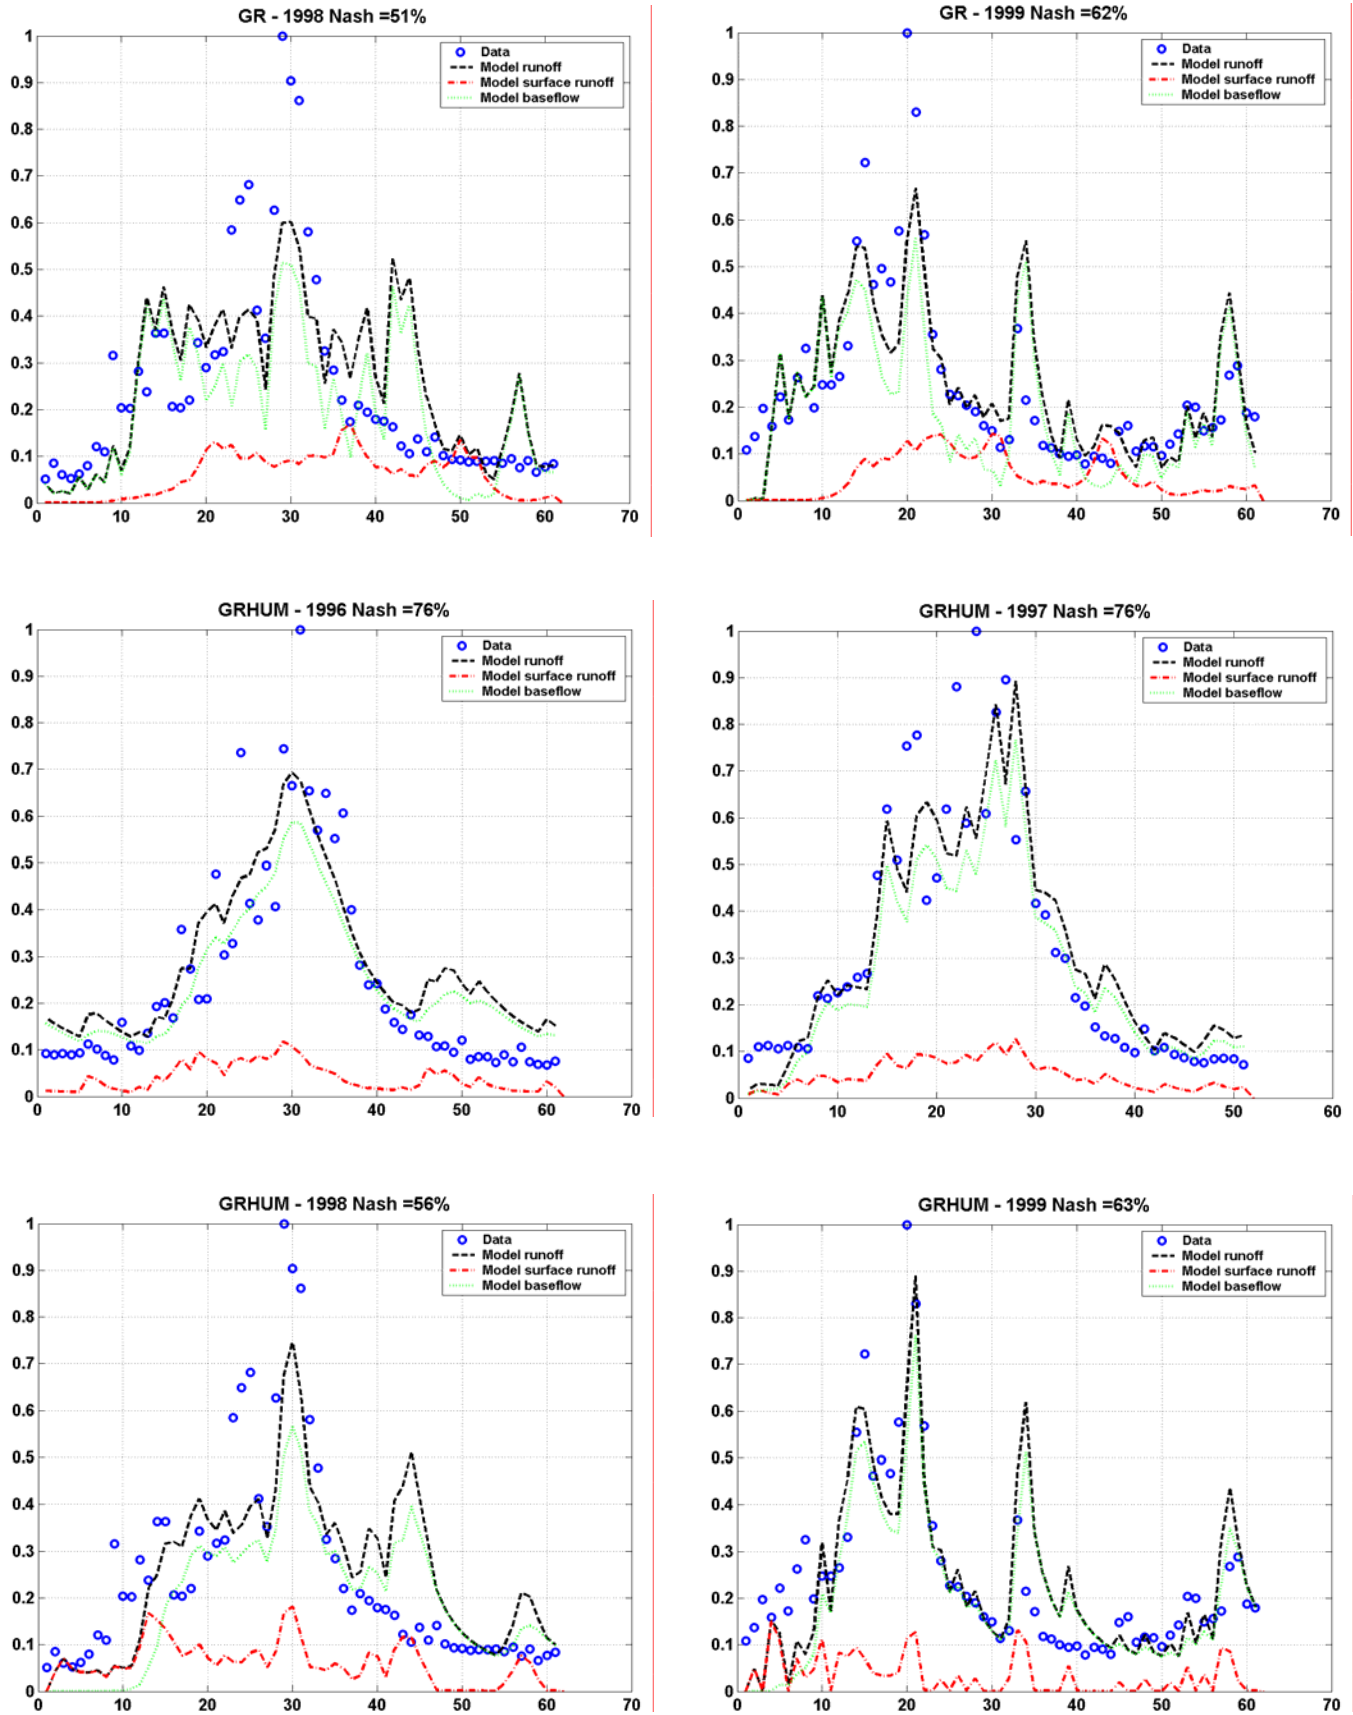 GR - 1998 Nash =51%
Data
Model runoff
Model surface runoff
Model baseflow
1
0.9
0.8
0.7
0.6
0.5
0.4
0.3
0.2
0.1
0
0 10 20 30 40 50 60 70
GR - 1999 Nash =62%
Data
Model runoff
Model surface runoff
Model baseflow
1
0.9
0.8
0.7
0.6
0.5
0.4
0.3
0.2
0.1
0
0 10 20 30 40 50 60 70
GRHUM - 1996 Nash =76%
Data
Model runoff
Model surface runoff
Model baseflow
1
0.9
0.8
0.7
0.6
0.5
0.4
0.3
0.2
0.1
0
0 10 20 30 40 50 60 70
GRHUM - 1997 Nash =76%
Data
Model runoff
Model surface runoff
Model baseflow
1
0.9
0.8
0.7
0.6
0.5
0.4
0.3
0.2
0.1
0
0 10 20 30 40 50 60
GRHUM - 1998 Nash =56%
Data
Model runoff
Model surface runoff
Model baseflow
1
0.9
0.8
0.7
0.6
0.5
0.4
0.3
0.2
0.1
0
0 10 20 30 40 50 60 70
GRHUM - 1999 Nash =63%
Data
Model runoff
Model surface runoff
Model baseflow
1
0.9
0.8
0.7
0.6
0.5
0.4
0.3
0.2
0.1
0
0 10 20 30 40 50 60 70